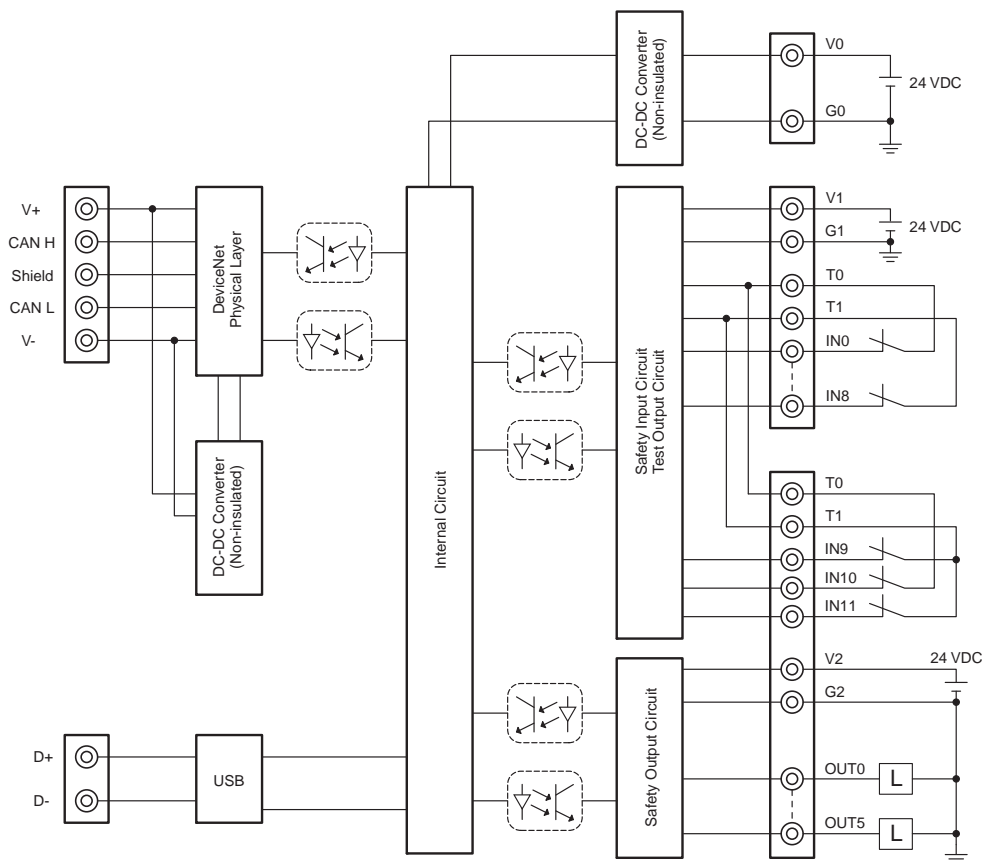 V0
24 VDC
G0
DC-DC Converter
(Non-insulated)
V+
CAN H
Shield
CAN L
V-
DeviceNet
Physical Layer
DC-DC Converter
(Non-insulated)
Internal Circuit
Safety Input Circuit
Test Output Circuit
V1
24 VDC
G1
T0
T1
IN0
IN8
T0
T1
IN9
IN10
IN11
V2
24 VDC
G2
Safety Output Circuit
OUT0
L
OUT5
L
D+
D-
USB